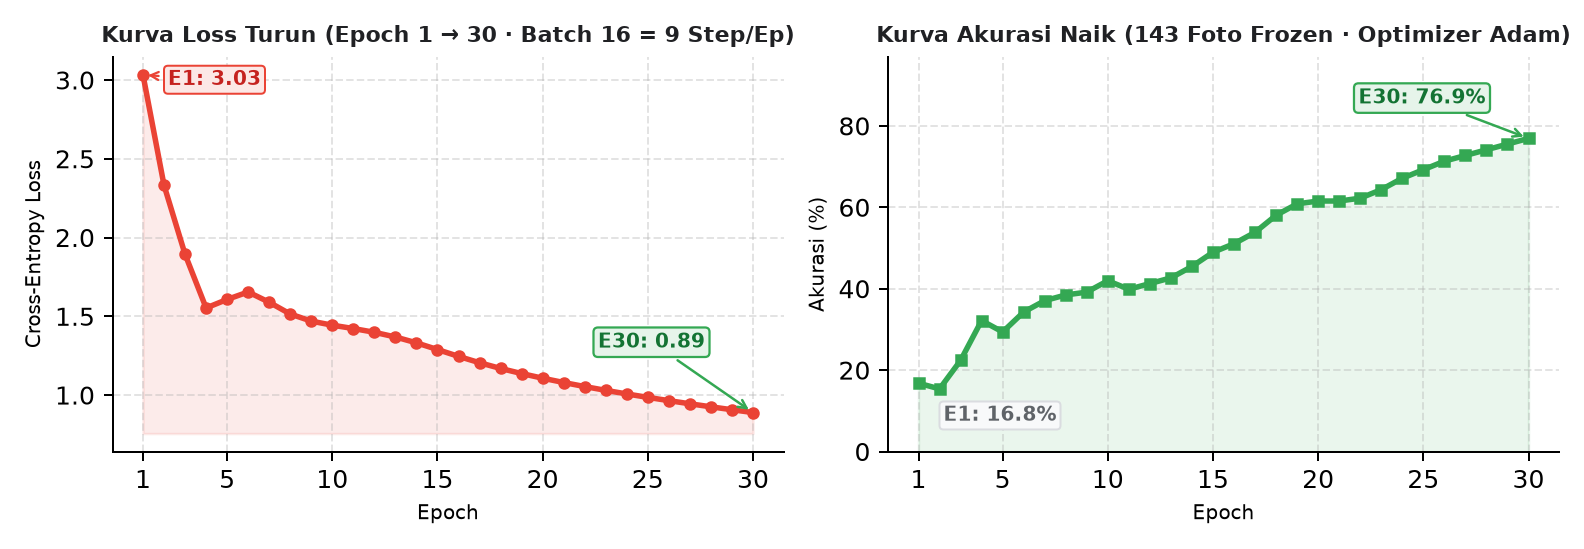 Kurva Loss Turun (Epoch 1 → 30 · Batch 16 = 9 Step/Ep)
Cross-Entropy Loss
3.0
2.5
2.0
1.5
1.0
E1: 3.03
E30: 0.89
1 5 10 15 20 25 30
Epoch
Kurva Akurasi Naik (143 Foto Frozen · Optimizer Adam)
Akurasi (%)
80
60
40
20
0
E30: 76.9%
E1: 16.8%
1 5 10 15 20 25 30
Epoch